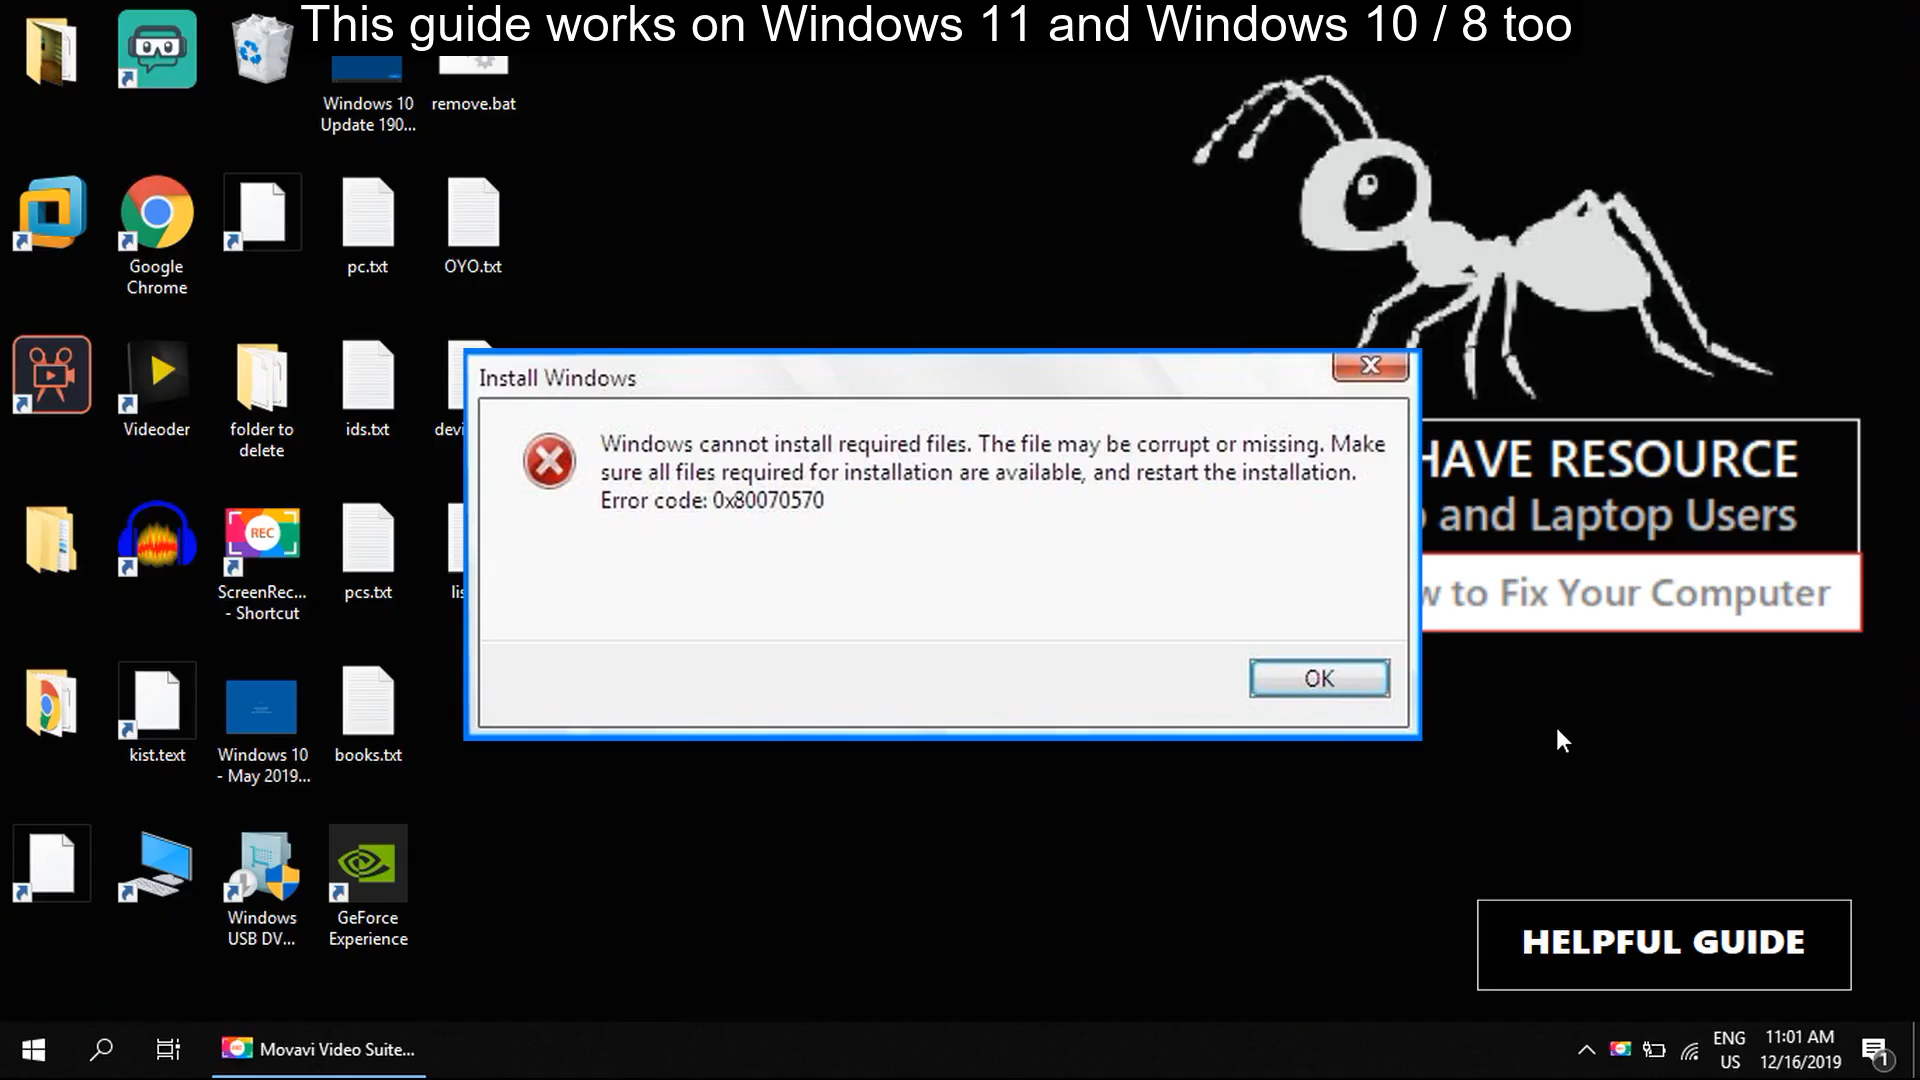 This guide works on Windows 11 and Windows 10 / 8 too
Windows 10
Update 190...
remove.bat
Google
Chrome
pc.txt
OYO.txt
Videoder
folder to
delete
ids.txt
devi
Install Windows
X
Windows cannot install required files. The file may be corrupt or missing. Make
sure all files required for installation are available, and restart the installation.
Error code: 0x80070570
OK
HAVE RESOURCE
and Laptop Users
w to Fix Your Computer
REC
ScreenRec...
- Shortcut
pcs.txt
lis
kist.text
Windows 10
- May 2019...
books.txt
Windows
USB DV...
GeForce
Experience
HELPFUL GUIDE
Movavi Video Suite...
ENG
US
11:01 AM
12/16/2019
1